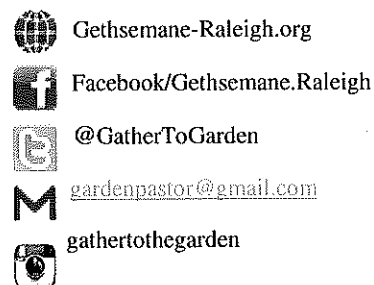 Gethsemane-Raleigh.org
Facebook/Gethsemane.Raleigh
@GatherToGarden
gardenpastor@gmail.com
gathertothegarden